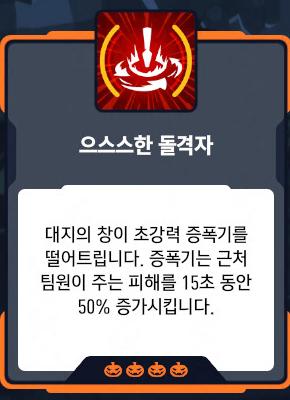 으스스한 돌격자
대지의 창이 초강력 증폭기를
떨어트립니다. 증폭기는 근처
팀원이 주는 피해를 15초 동안
50% 증가시킵니다.